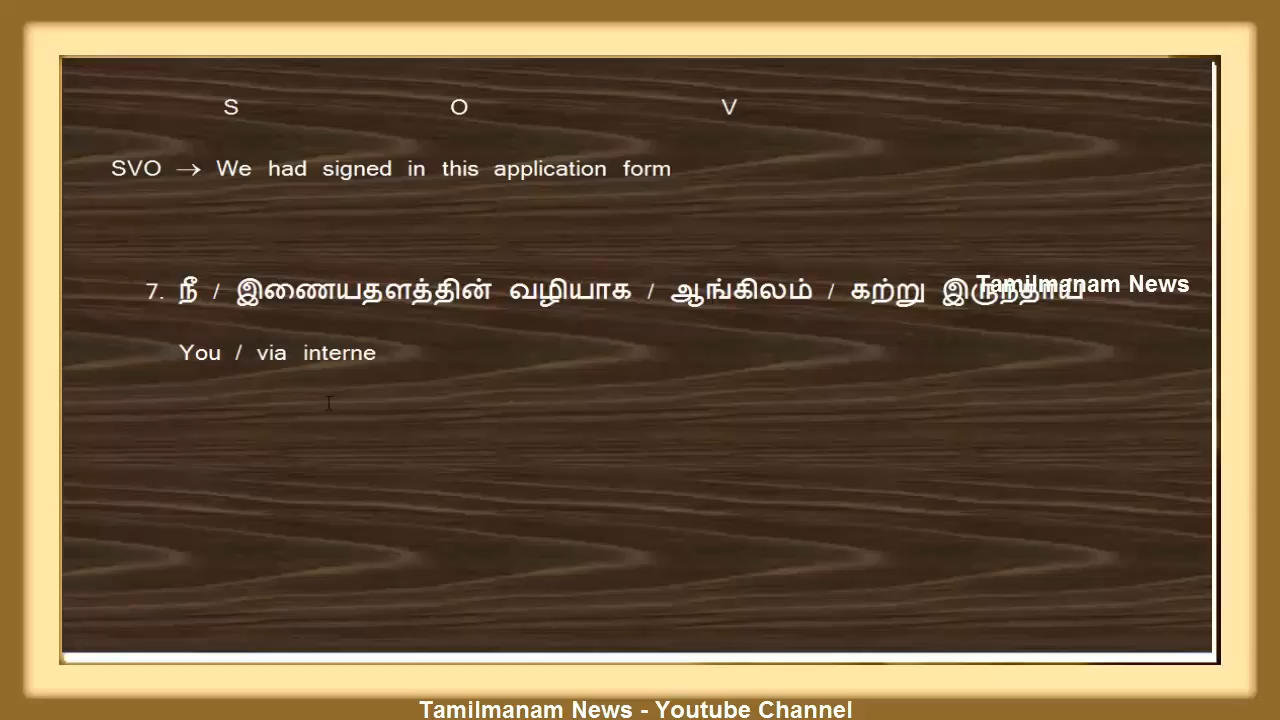 S O V
SVO → We had signed in this application form
7. நீ / இணையதளத்தின் வழியாக / ஆங்கிலம் / கற்று இருந்தாய்
Tamilmanam News
You / via interne
Tamilmanam News - Youtube Channel